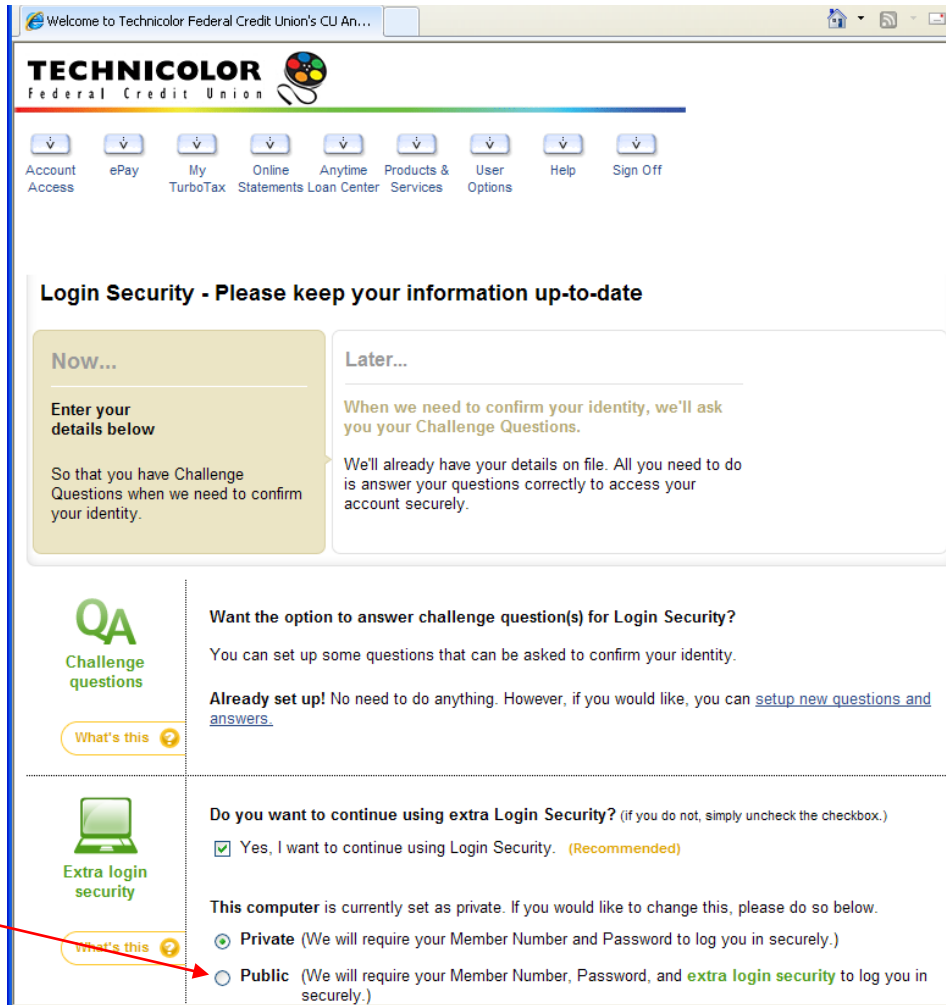 Welcome to Technicolor Federal Credit Union's CU An...
TECHNICOLOR
Federal Credit Union
Account Access
ePay
My TurboTax
Online Statements
Anytime Loan Center
Products & Services
User Options
Help
Sign Off
Login Security - Please keep your information up-to-date
Now...
Enter your
details below
So that you have Challenge
Questions when we need to confirm
your identity.
Later...
When we need to confirm your identity, we'll ask
you your Challenge Questions.
We'll already have your details on file. All you need to do
is answer your questions correctly to access your
account securely.
QA
Challenge
questions
What's this ?
Want the option to answer challenge question(s) for Login Security?
You can set up some questions that can be asked to confirm your identity.
Already set up! No need to do anything. However, if you would like, you can setup new questions and
answers.
Extra login
security
What's this ?
Do you want to continue using extra Login Security? (if you do not, simply uncheck the checkbox.)
Yes, I want to continue using Login Security. (Recommended)
This computer is currently set as private. If you would like to change this, please do so below.
Private (We will require your Member Number and Password to log you in securely.)
Public (We will require your Member Number, Password, and extra login security to log you in
securely.)